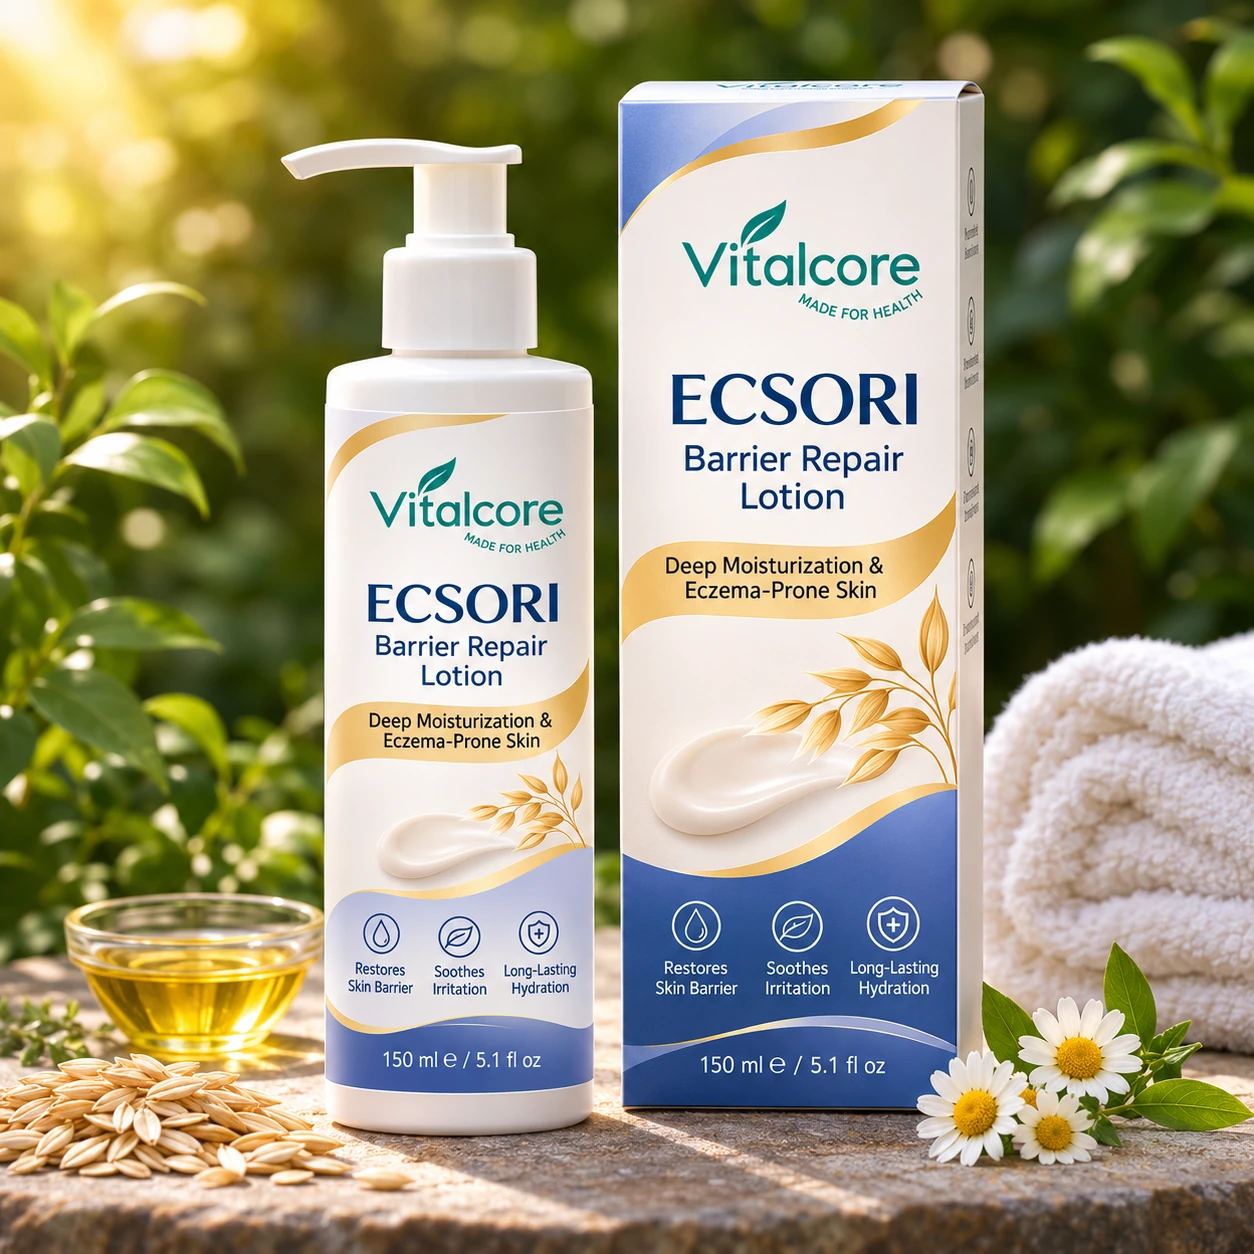 Vitalcore
MADE FOR HEALTH
ECSORI
Barrier Repair
Lotion
Deep Moisturization &
Eczema-Prone Skin
Restores
Skin Barrier
Soothes
Irritation
Long-Lasting
Hydration
150 ml e / 5.1 fl oz
Vitalcore
Vitalcore
MADE FOR HEALTH
ECSORI
Barrier Repair
Lotion
Deep Moisturization &
Eczema-Prone Skin
Restores
Skin Barrier
Soothes
Irritation
Long-Lasting
Hydration
150 ml e / 5.1 fl oz